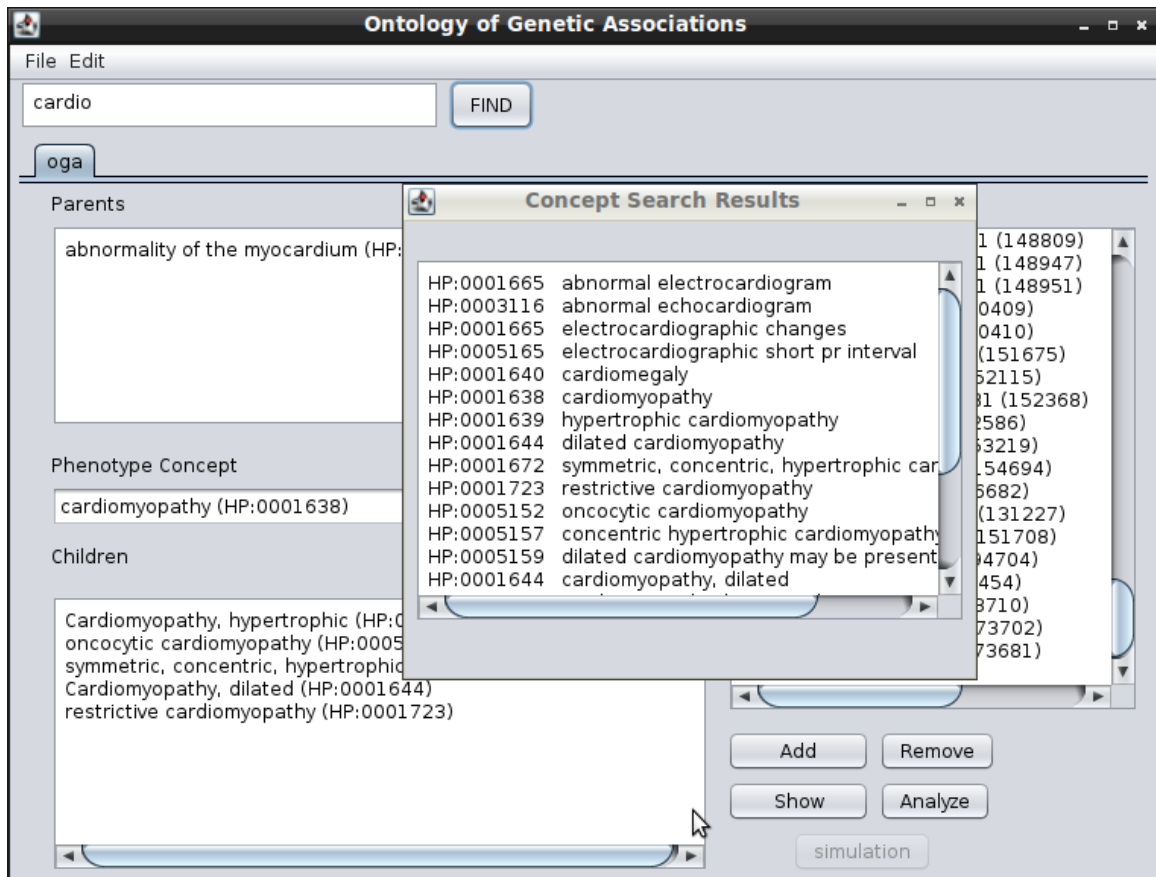 Ontology of Genetic Associations
File Edit
cardio
FIND
oga
Parents
abnormality of the myocardium (HP:
Phenotype Concept
cardiomyopathy (HP:0001638)
Children
Cardiomyopathy, hypertrophic (HP:0
oncocytic cardiomyopathy (HP:0005
symmetric, concentric, hypertrophic
Cardiomyopathy, dilated (HP:0001644)
restrictive cardiomyopathy (HP:0001723)
Concept Search Results
HP:0001665 abnormal electrocardiogram
HP:0003116 abnormal echocardiogram
HP:0001665 electrocardiographic changes
HP:0005165 electrocardiographic short pr interval
HP:0001640 cardiomegaly
HP:0001638 cardiomyopathy
HP:0001639 hypertrophic cardiomyopathy
HP:0001644 dilated cardiomyopathy
HP:0001672 symmetric, concentric, hypertrophic car
HP:0001723 restrictive cardiomyopathy
HP:0005152 oncocytic cardiomyopathy
HP:0005157 concentric hypertrophic cardiomyopathy
HP:0005159 dilated cardiomyopathy may be present
HP:0001644 cardiomyopathy, dilated
1 (148809)
1 (148947)
1 (148951)
0409)
0410)
(151675)
52115)
31 (152368)
2586)
53219)
154694)
6682)
(131227)
151708)
94704)
454)
8710)
73702)
73681)
Add
Remove
Show
Analyze
simulation